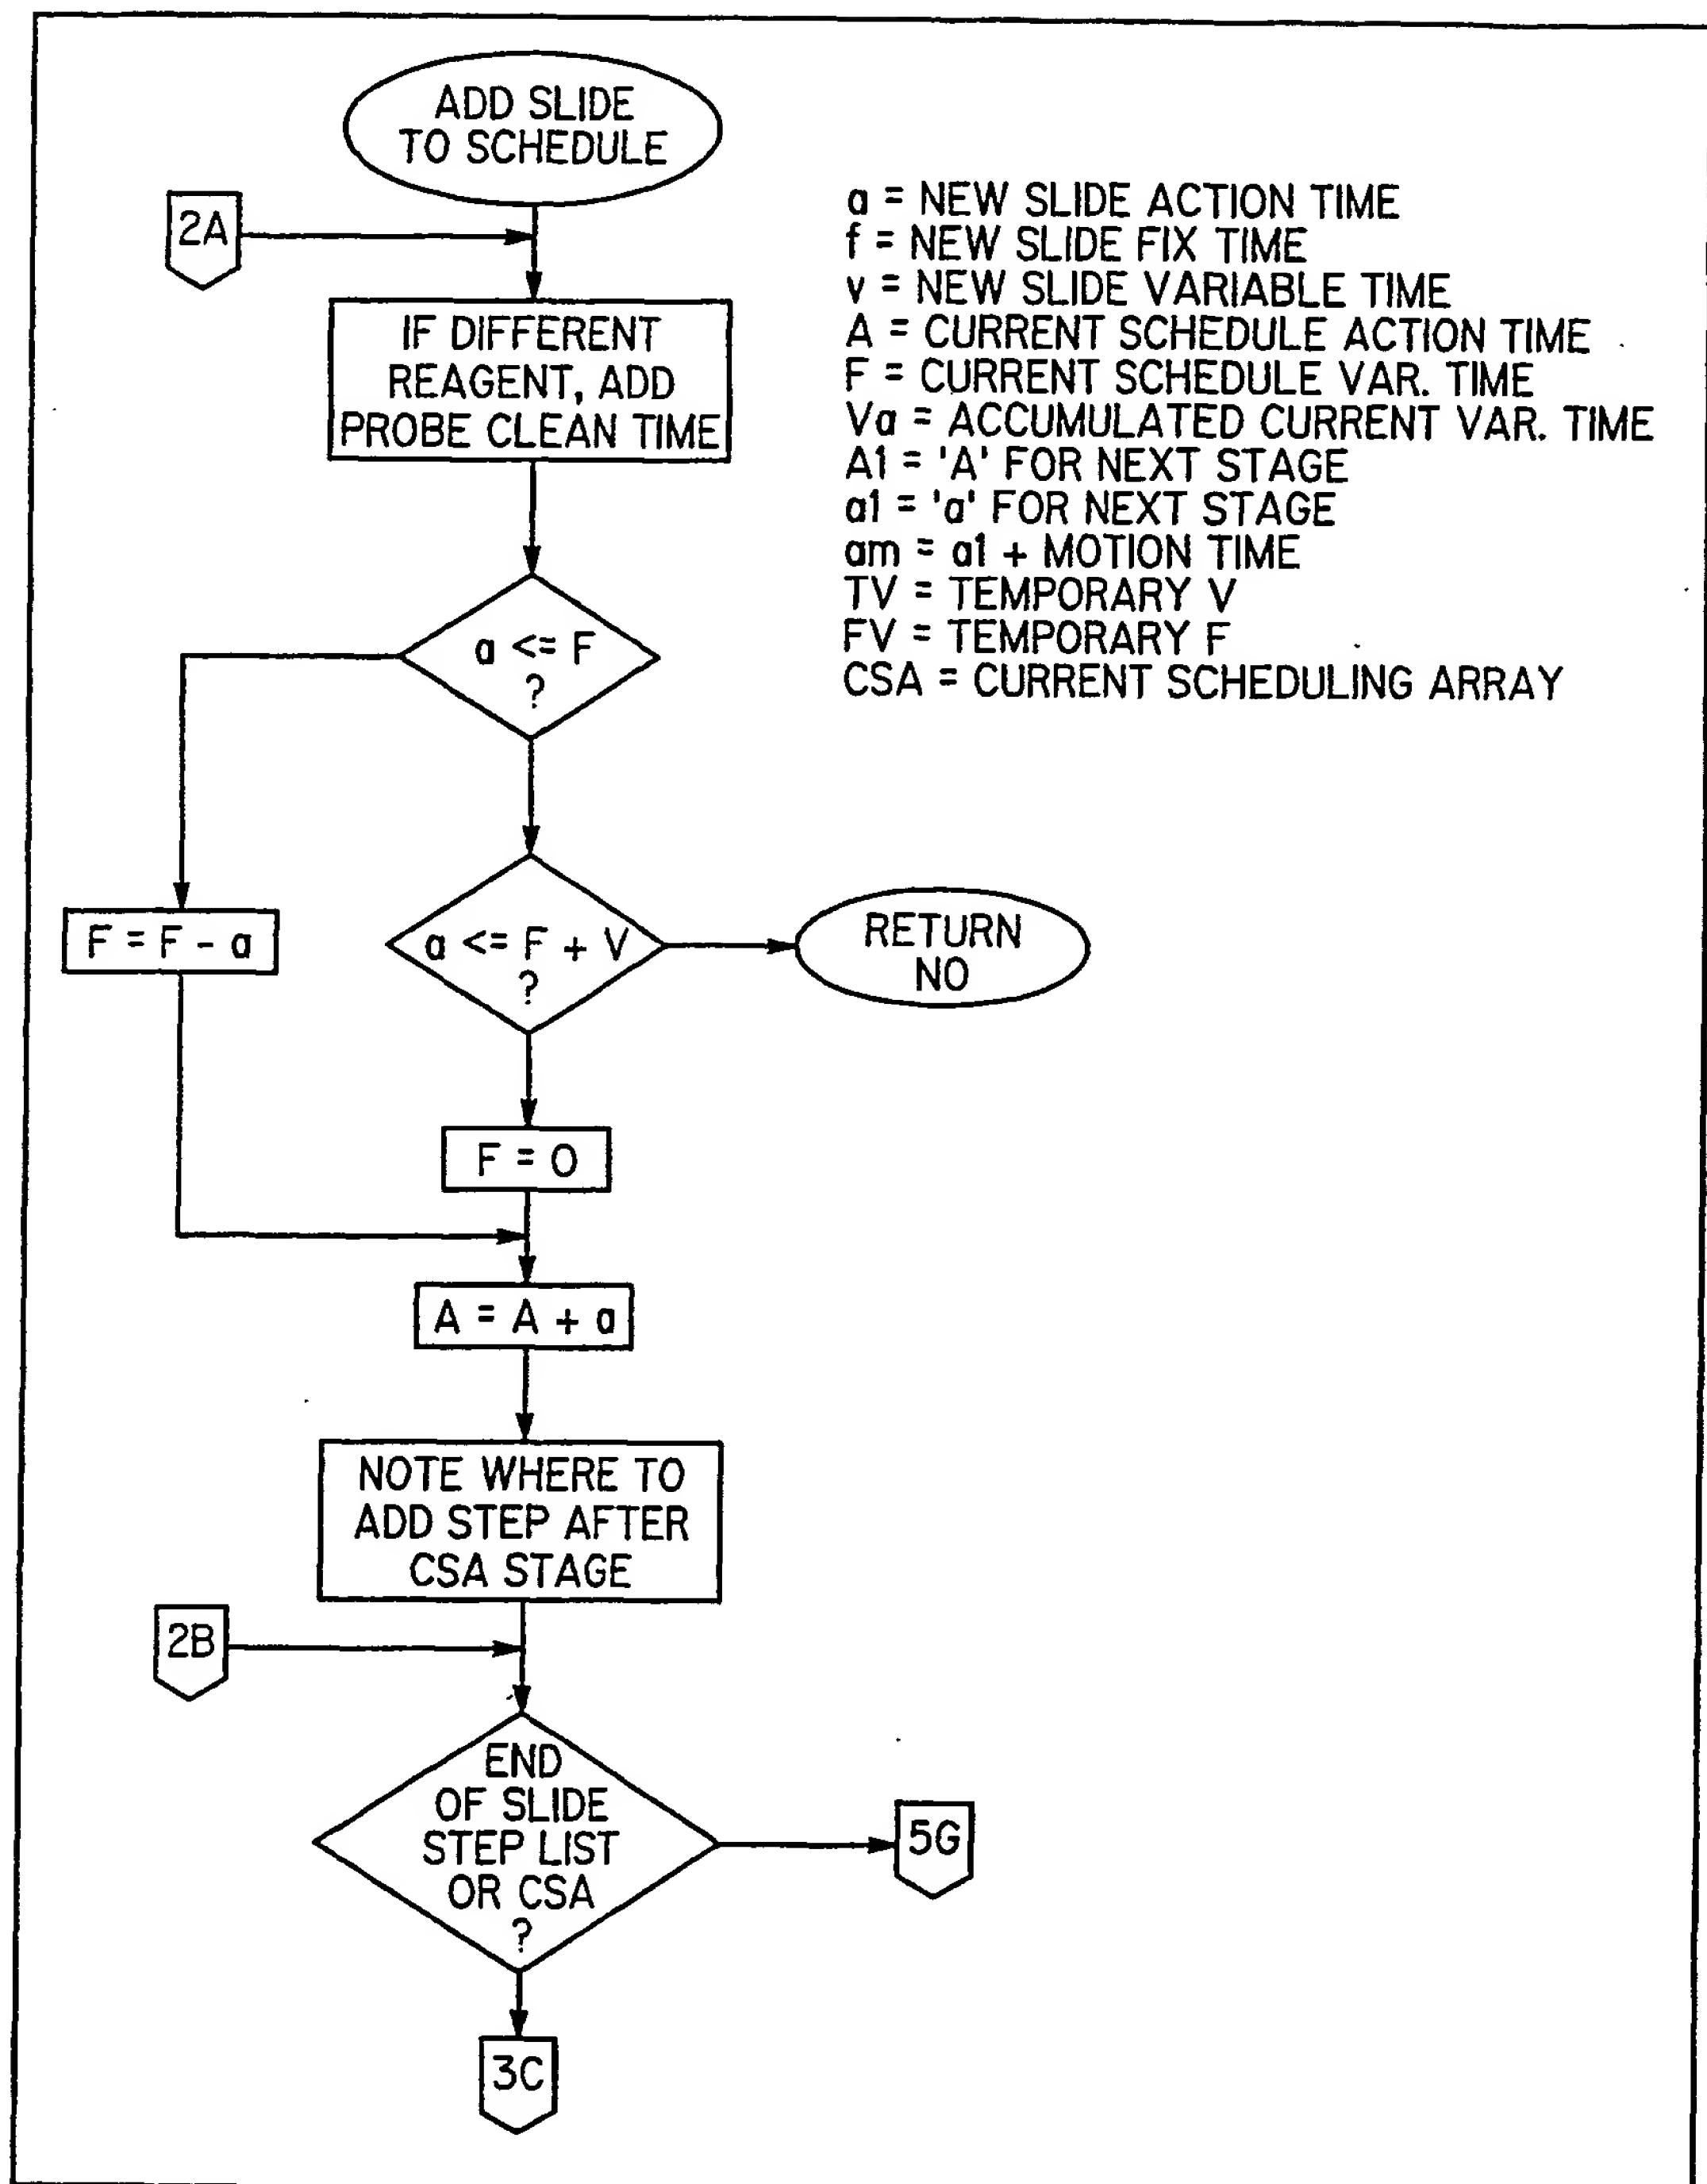 ADD SLIDE
TO SCHEDULE
2A
a = NEW SLIDE ACTION TIME
f = NEW SLIDE FIX TIME
v = NEW SLIDE VARIABLE TIME
A = CURRENT SCHEDULE ACTION TIME
F = CURRENT SCHEDULE VAR. TIME
Va = ACCUMULATED CURRENT VAR. TIME
A1 = 'A' FOR NEXT STAGE
a1 = 'a' FOR NEXT STAGE
am = a1 + MOTION TIME
TV = TEMPORARY V
FV = TEMPORARY F
CSA = CURRENT SCHEDULING ARRAY
IF DIFFERENT
REAGENT, ADD
PROBE CLEAN TIME
a <= F
?
F = F - a
a <= F + V
?
RETURN
NO
F = 0
A = A + a
NOTE WHERE TO
ADD STEP AFTER
CSA STAGE
2B
END
OF SLIDE
STEP LIST
OR CSA
?
5G
3C